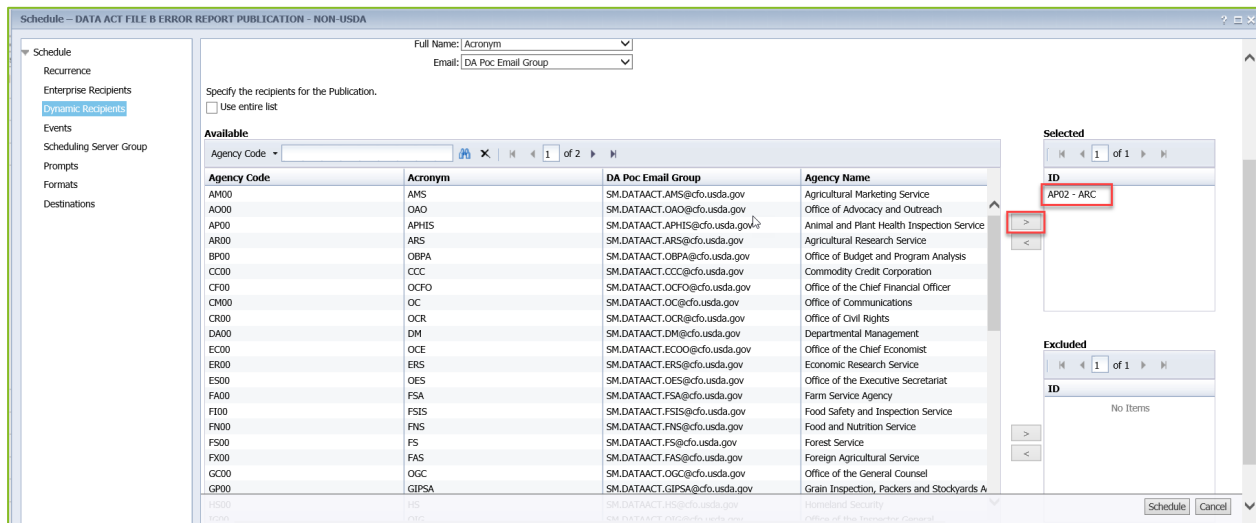 Schedule – DATA ACT FILE B ERROR REPORT PUBLICATION - NON-USDA
Schedule
Recurrence
Enterprise Recipients
Dynamic Recipients
Events
Scheduling Server Group
Prompts
Formats
Destinations
Full Name: Acronym
Email: DA Poc Email Group
Specify the recipients for the Publication.
Use entire list
Available
Agency Code 1 of 2
Agency Code Acronym DA Poc Email Group Agency Name
AM00 AMS SM.DATAACT.AMS@cfo.usda.gov Agricultural Marketing Service
AO00 OAO SM.DATAACT.OAO@cfo.usda.gov Office of Advocacy and Outreach
AP00 APHIS SM.DATAACT.APHIS@cfo.usda.gov Animal and Plant Health Inspection Service
AR00 ARS SM.DATAACT.ARS@cfo.usda.gov Agricultural Research Service
BP00 OBPA SM.DATAACT.OBPA@cfo.usda.gov Office of Budget and Program Analysis
CC00 CCC SM.DATAACT.CCC@cfo.usda.gov Commodity Credit Corporation
CF00 OCFO SM.DATAACT.OCFO@cfo.usda.gov Office of the Chief Financial Officer
CM00 OC SM.DATAACT.OC@cfo.usda.gov Office of Communications
CR00 OCR SM.DATAACT.OCR@cfo.usda.gov Office of Civil Rights
DA00 DM SM.DATAACT.DM@cfo.usda.gov Departmental Management
EC00 OCE SM.DATAACT.ECOO@cfo.usda.gov Office of the Chief Economist
ER00 ERS SM.DATAACT.ERS@cfo.usda.gov Economic Research Service
ES00 OES SM.DATAACT.OES@cfo.usda.gov Office of the Executive Secretariat
FA00 FSA SM.DATAACT.FSA@cfo.usda.gov Farm Service Agency
FI00 FSIS SM.DATAACT.FSIS@cfo.usda.gov Food Safety and Inspection Service
FN00 FNS SM.DATAACT.FNS@cfo.usda.gov Food and Nutrition Service
FS00 FS SM.DATAACT.FS@cfo.usda.gov Forest Service
FX00 FAS SM.DATAACT.FAS@cfo.usda.gov Foreign Agricultural Service
GC00 OGC SM.DATAACT.OGC@cfo.usda.gov Office of the General Counsel
GP00 GIPSA SM.DATAACT.GIPSA@cfo.usda.gov Grain Inspection, Packers and Stockyards A
HS00 HS SM.DATAACT.HS@cfo.usda.gov Homeland Security
>
<
Selected
1 of 1
ID
AP02 - ARC
Excluded
1 of 1
ID
No Items
>
<
Schedule Cancel